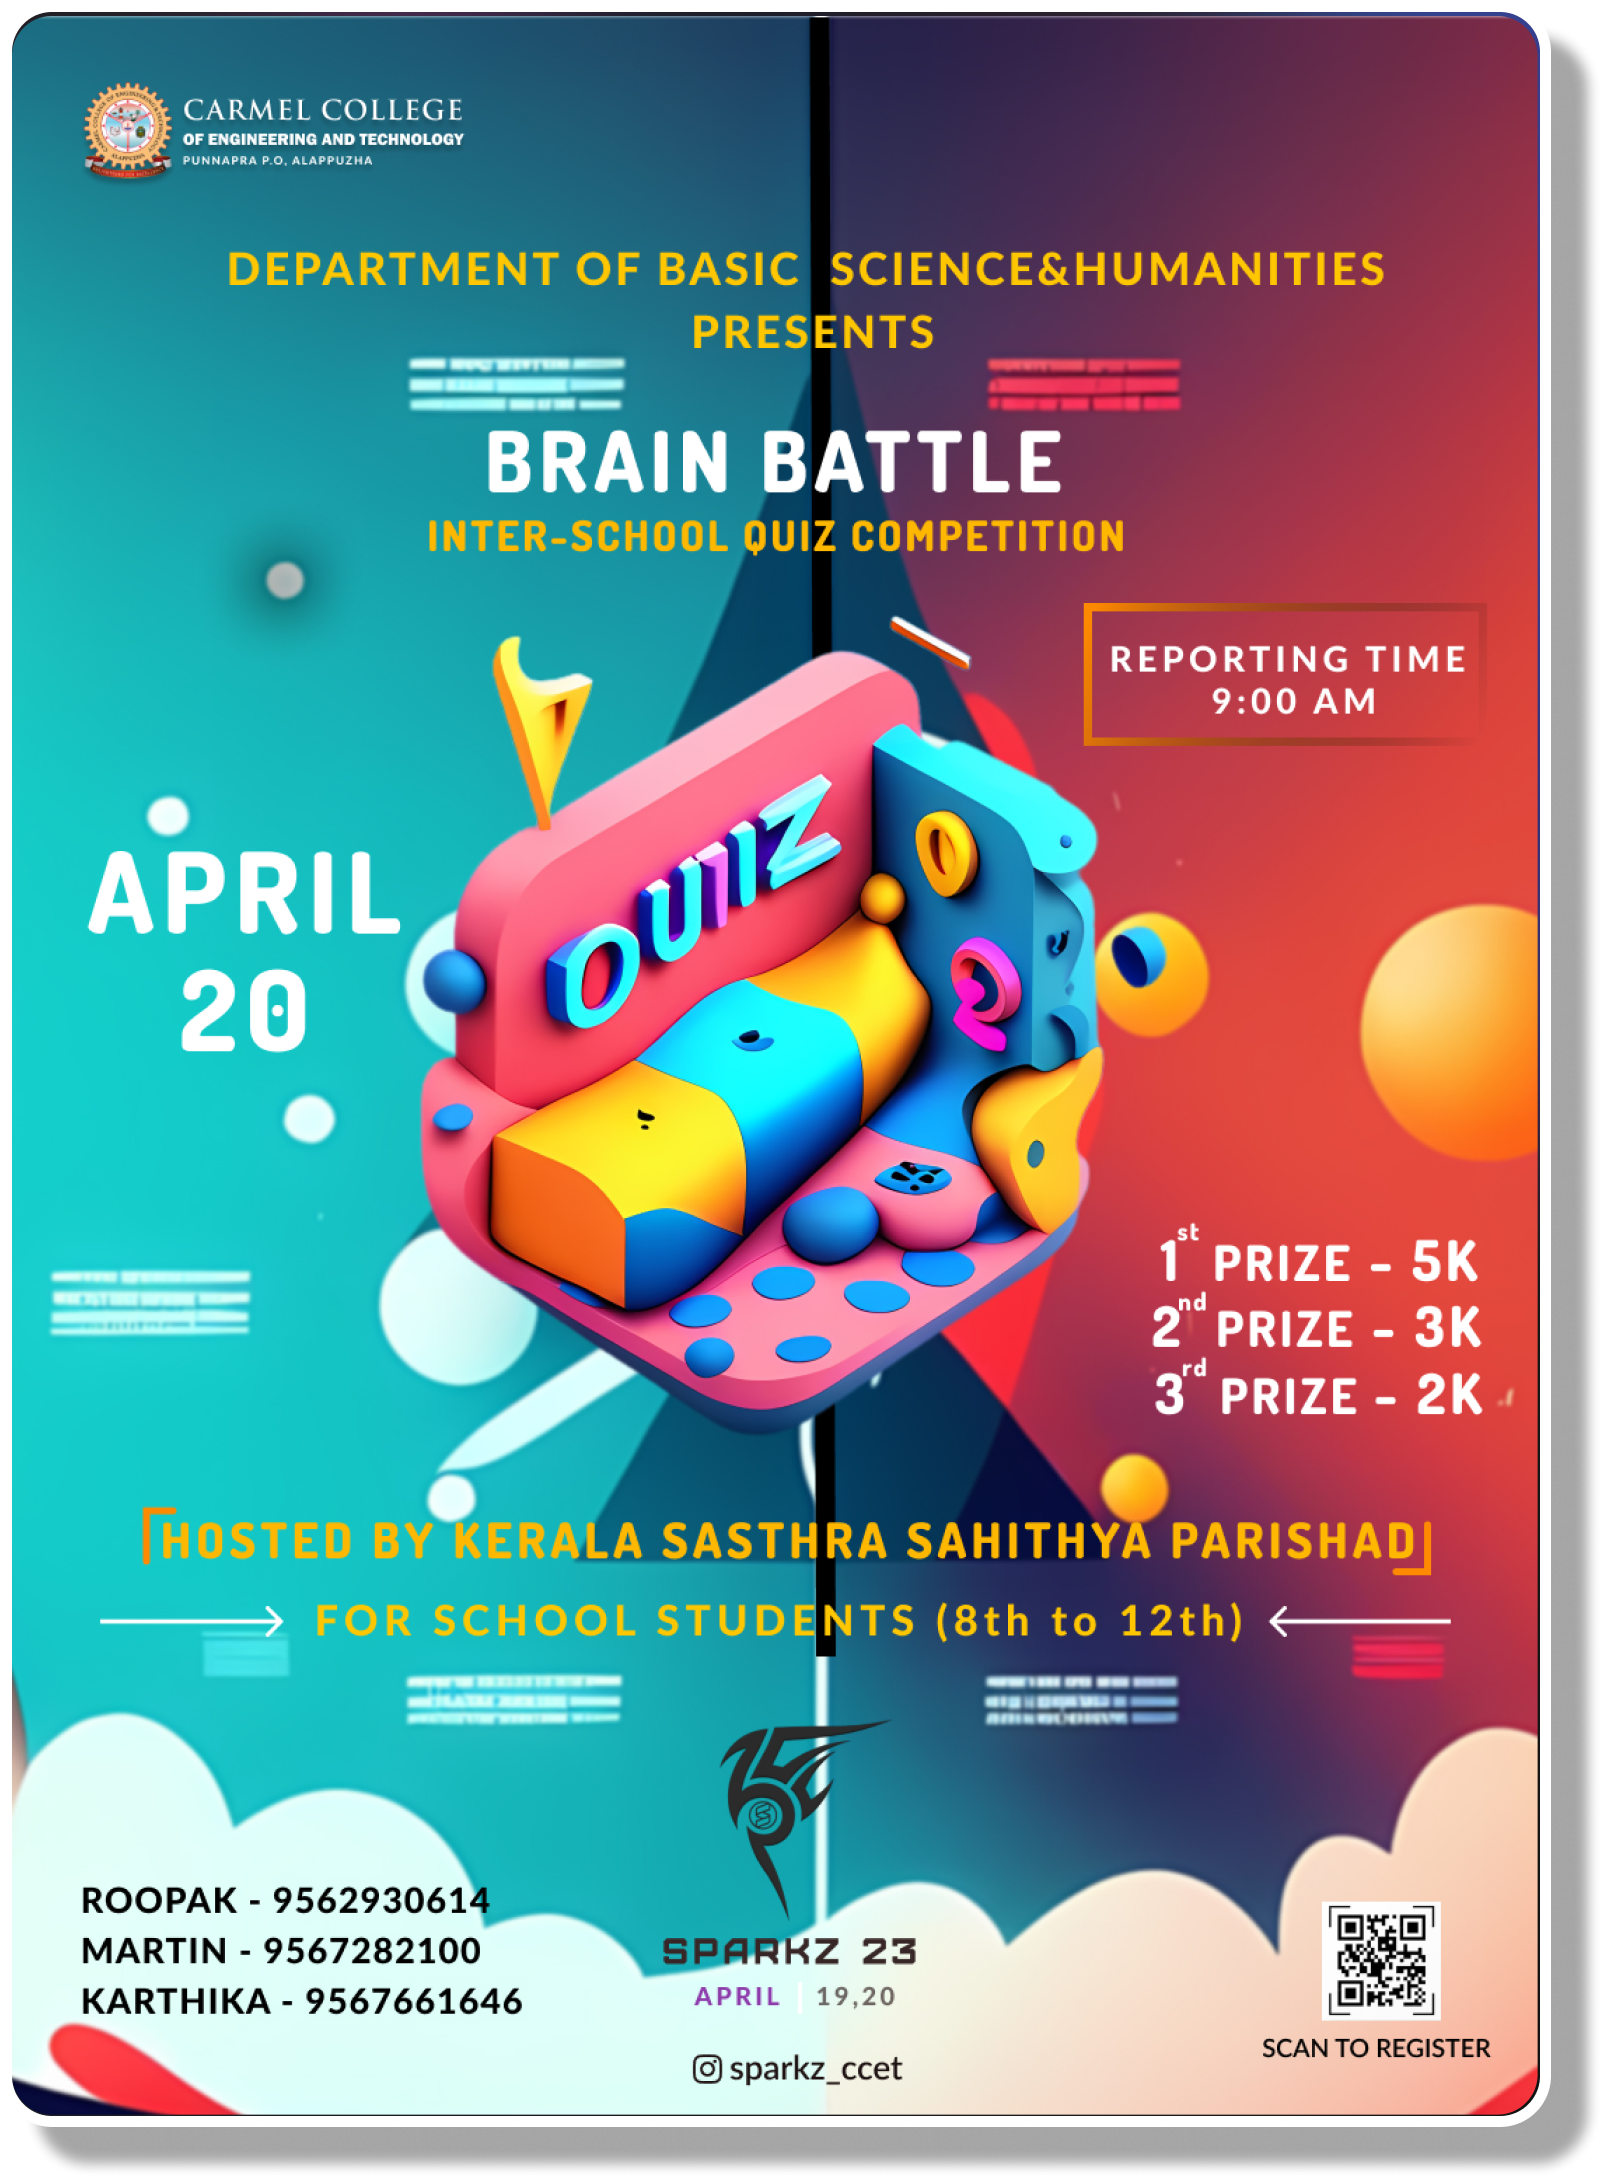 CARMEL COLLEGE
OF ENGINEERING AND TECHNOLOGY
PUNNAPRA P.O, ALAPPUZHA
DEPARTMENT OF BASIC SCIENCE&HUMANITIES
PRESENTS
BRAIN BATTLE
INTER-SCHOOL QUIZ COMPETITION
REPORTING TIME
9:00 AM
QUIZ
APRIL
20
1st PRIZE - 5K
2nd PRIZE - 3K
3rd PRIZE - 2K
HOSTED BY KERALA SASTHRA SAHITHYA PARISHAD
FOR SCHOOL STUDENTS (8th to 12th)
ROOPAK - 9562930614
MARTIN - 9567282100
KARTHIKA - 9567661646
SPARKZ 23
APRIL | 19,20
sparkz_ccet
SCAN TO REGISTER